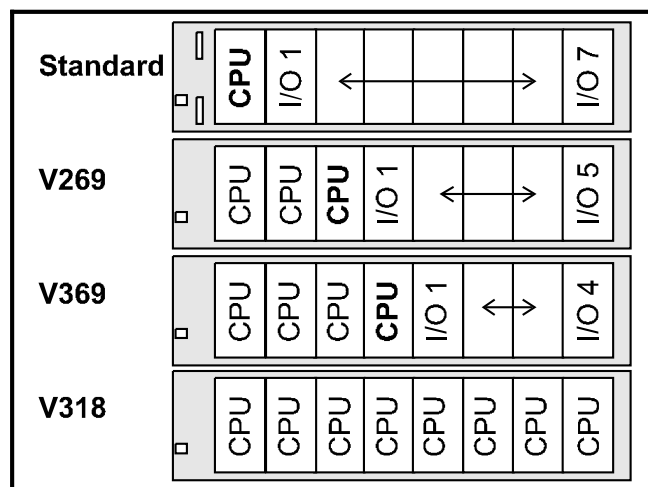 Standard CPU I/O 1 I/O 7
V269 CPU CPU CPU I/O 1 I/O 5
V369 CPU CPU CPU CPU I/O 1 I/O 4
V318 CPU CPU CPU CPU CPU CPU CPU CPU